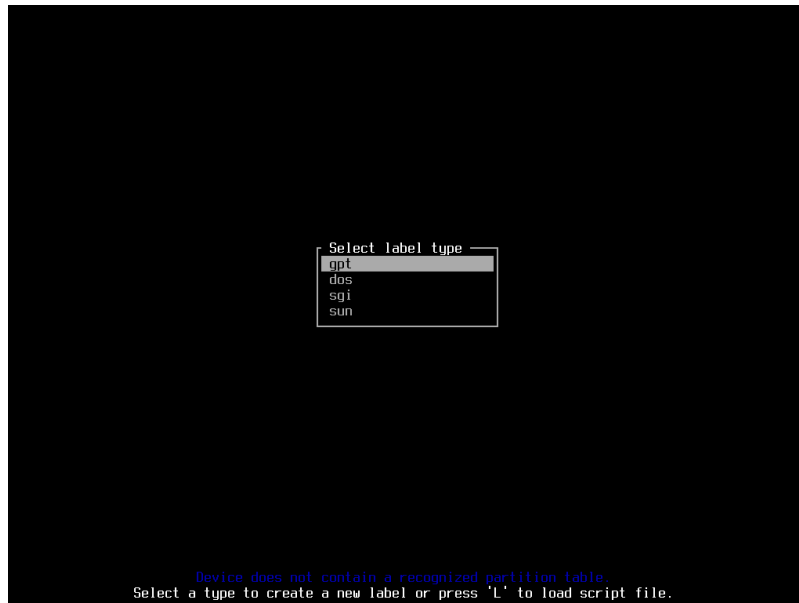 Select label type
gpt
dos
sgi
sun
Device does not contain a recognized partition table.
Select a type to create a new label or press 'L' to load script file.